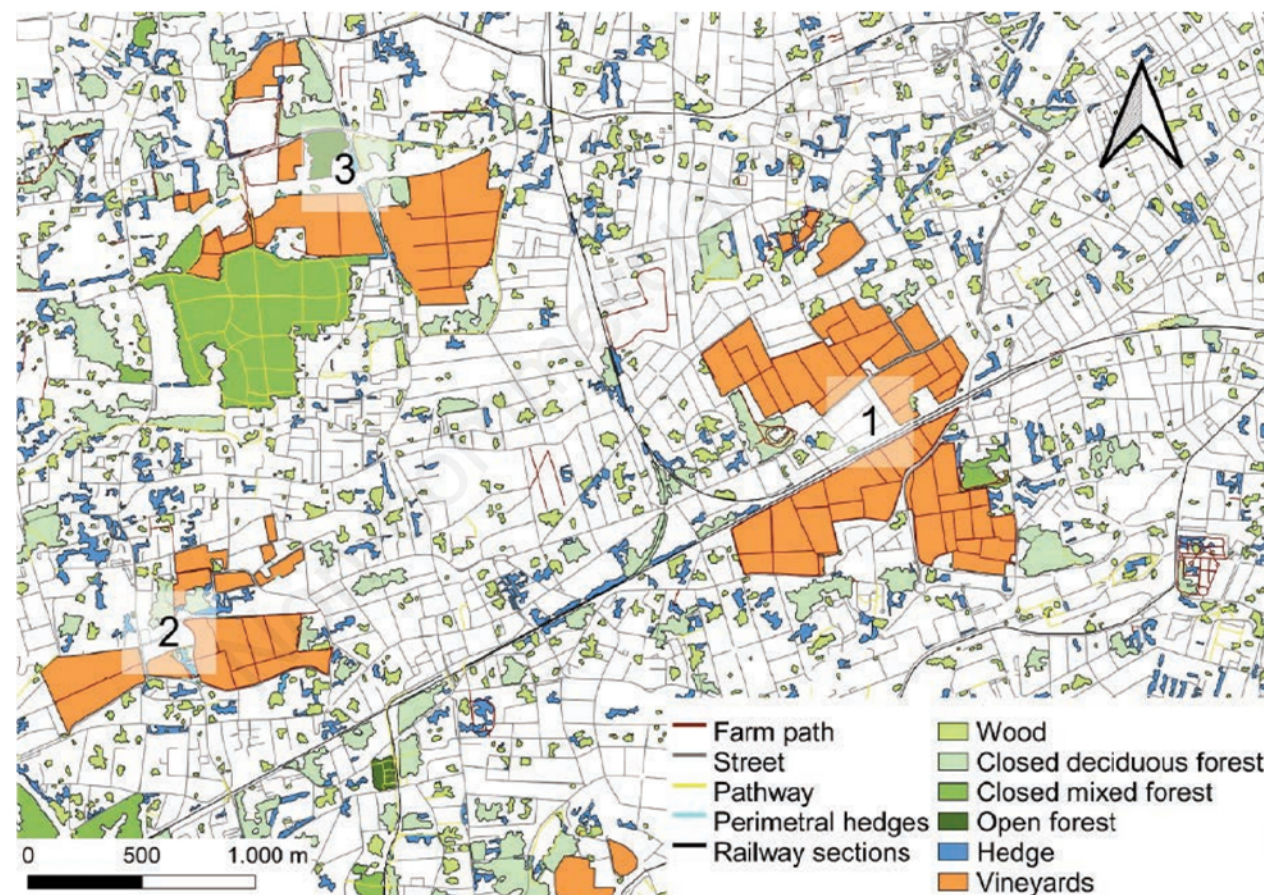 3
1
2
Farm path
Street
Pathway
Perimetral hedges
Railway sections
Wood
Closed deciduous forest
Closed mixed forest
Open forest
Hedge
Vineyards
0 500 1.000 m